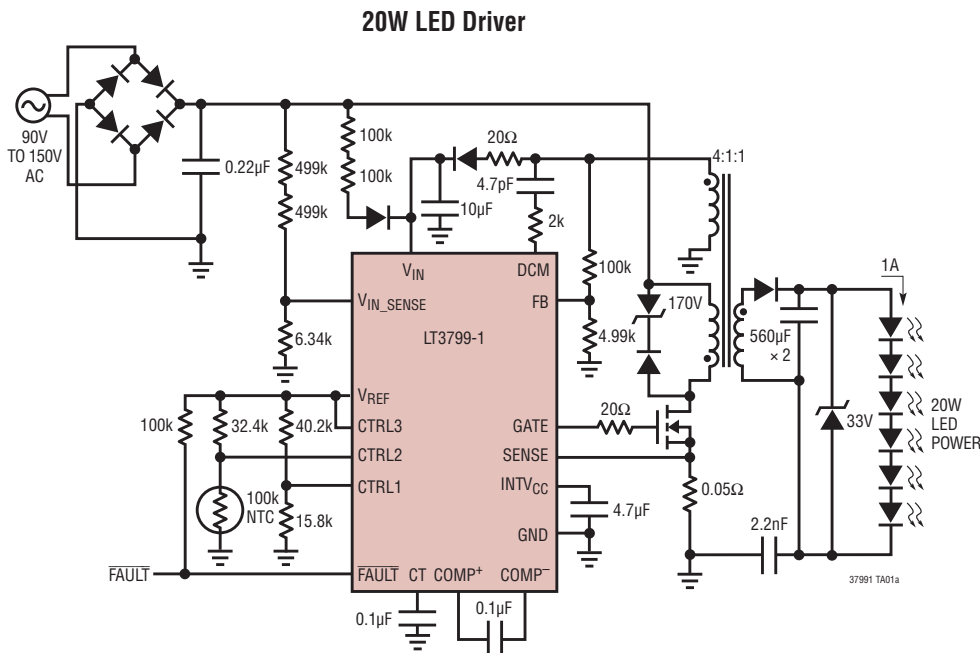 20W LED Driver
90V
TO 150V
AC
0.22µF
499k
499k
6.34k
100k
100k
10µF
20Ω
4.7pF
2k
100k
4.99k
4:1:1
170V
1A
560µF
× 2
33V
20W
LED
POWER
VIN
DCM
VIN_SENSE
FB
LT3799-1
VREF
CTRL3
GATE
CTRL2
SENSE
CTRL1
INTVCC
GND
FAULT
CT
COMP+
COMP–
100k
32.4k
40.2k
100k
NTC
15.8k
FAULT
0.1µF
0.1µF
20Ω
0.05Ω
4.7µF
2.2nF
37991 TA01a